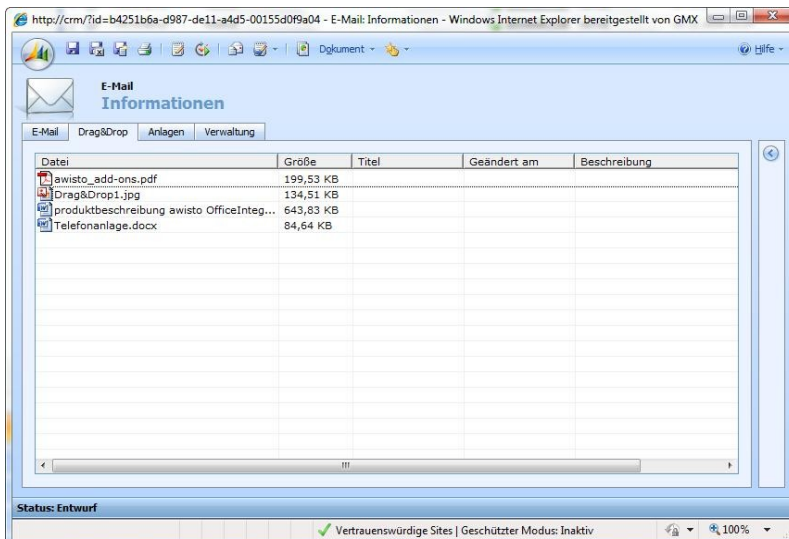 http://crm/?id=b4251b6a-d987-de11-a4d5-00155d0f9a04 - E-Mail: Informationen - Windows Internet Explorer bereitgestellt von GMX
Dokument
Hilfe
E-Mail
Informationen
E-Mail Drag&Drop Anlagen Verwaltung
Datei Größe Titel Geändert am Beschreibung
awisto_add-ons.pdf 199,53 KB
Drag&Drop1.jpg 134,51 KB
produktbeschreibung awisto OfficeInteg... 643,83 KB
Telefonanlage.docx 84,64 KB
Status: Entwurf
Vertrauenswürdige Sites | Geschützter Modus: Inaktiv 100%